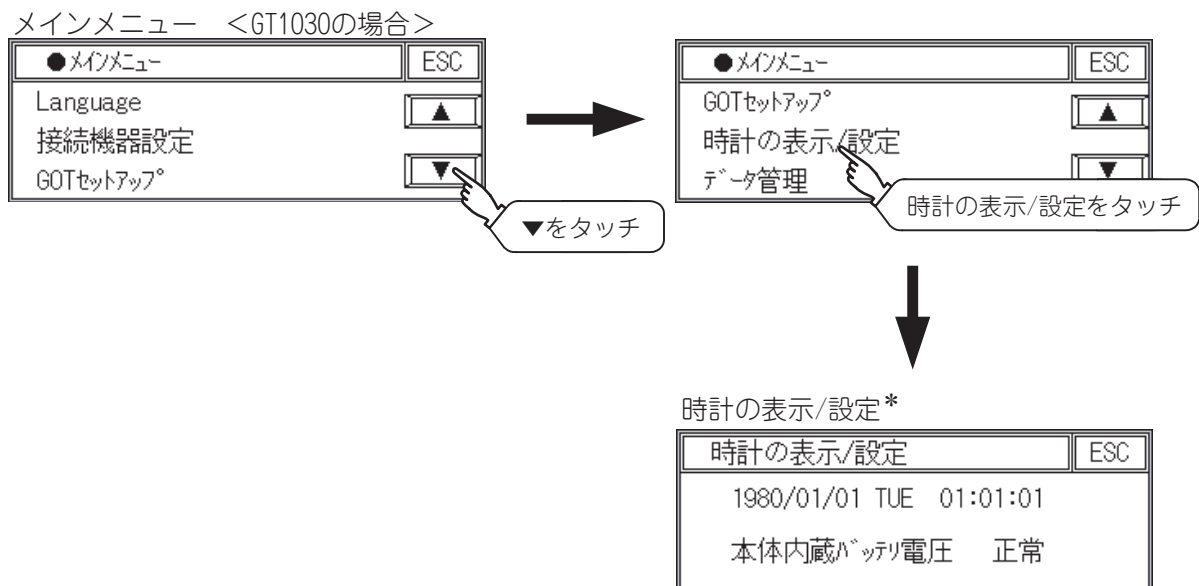 メインメニュー　＜GT1030の場合＞
●ﾒｲﾝﾒﾆｭｰ ESC
Language ▲
接続機器設定
GOTｾｯﾄｱｯﾌﾟ ▼
▼をタッチ
●ﾒｲﾝﾒﾆｭｰ ESC
GOTｾｯﾄｱｯﾌﾟ ▲
時計の表示/設定
ﾃﾞｰﾀ管理 ▼
時計の表示/設定をタッチ
時計の表示/設定*
時計の表示/設定 ESC
1980/01/01 TUE 01:01:01
本体内蔵ﾊﾞｯﾃﾘ電圧 正常